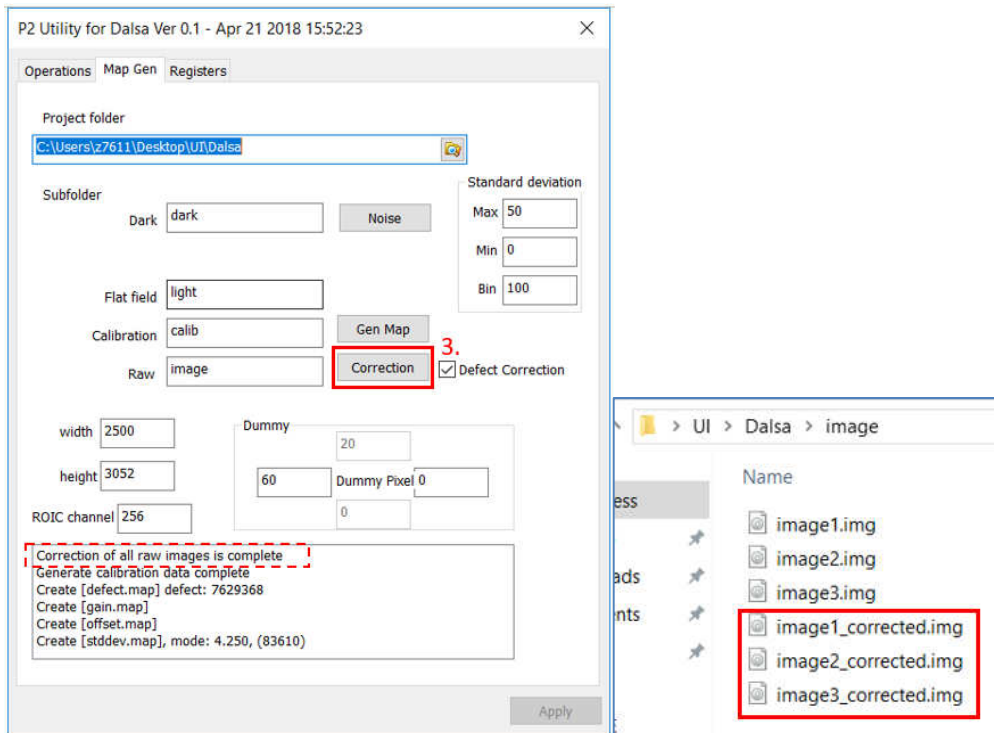 P2 Utility for Dalsa Ver 0.1 - Apr 21 2018 15:52:23
Operations Map Gen Registers
Project folder
C:\Users\z7611\Desktop\UI\Dalsa
Subfolder
Dark dark Noise
Standard deviation
Max 50
Min 0
Bin 100
Flat field light
Calibration calib Gen Map
3.
Raw image Correction Defect Correction
width 2500
height 3052
ROIC channel 256
Dummy
20
60 Dummy Pixel 0
0
Correction of all raw images is complete
Generate calibration data complete
Create [defect.map] defect: 7629368
Create [gain.map]
Create [offset.map]
Create [stddev.map], mode: 4.250, (83610)
Apply
> UI > Dalsa > image
ess
ads
nts
Name
image1.img
image2.img
image3.img
image1_corrected.img
image2_corrected.img
image3_corrected.img